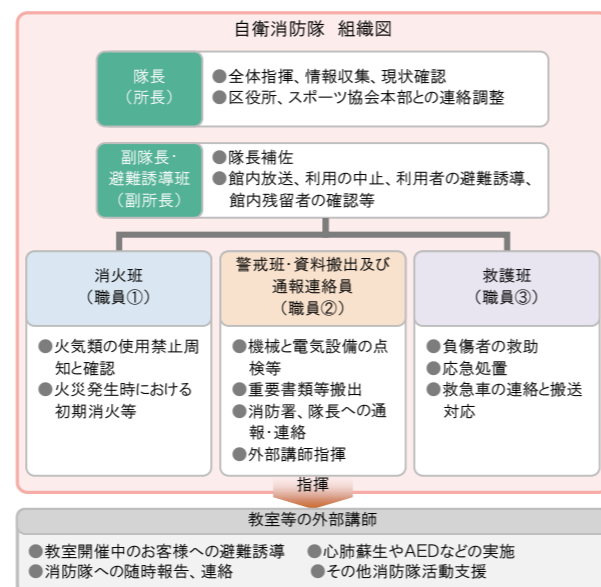 自衛消防隊 組織図
隊長
（所長）
●全体指揮、情報収集、現状確認
●区役所、スポーツ協会本部との連絡調整
副隊長・
避難誘導班
（副所長）
●隊長補佐
●館内放送、利用の中止、利用者の避難誘導、
館内残留者の確認等
消火班
（職員①）
●火気類の使用禁止周
知と確認
●火災発生時における
初期消火等
警戒班・資料搬出及び
通報連絡員
（職員②）
●機械と電気設備の点
検等
●重要書類等搬出
●消防署、隊長への通
報・連絡
●外部講師指揮
救護班
（職員③）
●負傷者の救助
●応急処置
●救急車の連絡と搬送
対応
指揮
教室等の外部講師
●教室開催中のお客様への避難誘導
●消防隊への随時報告、連絡
●心肺蘇生やAEDなどの実施
●その他消防隊活動支援